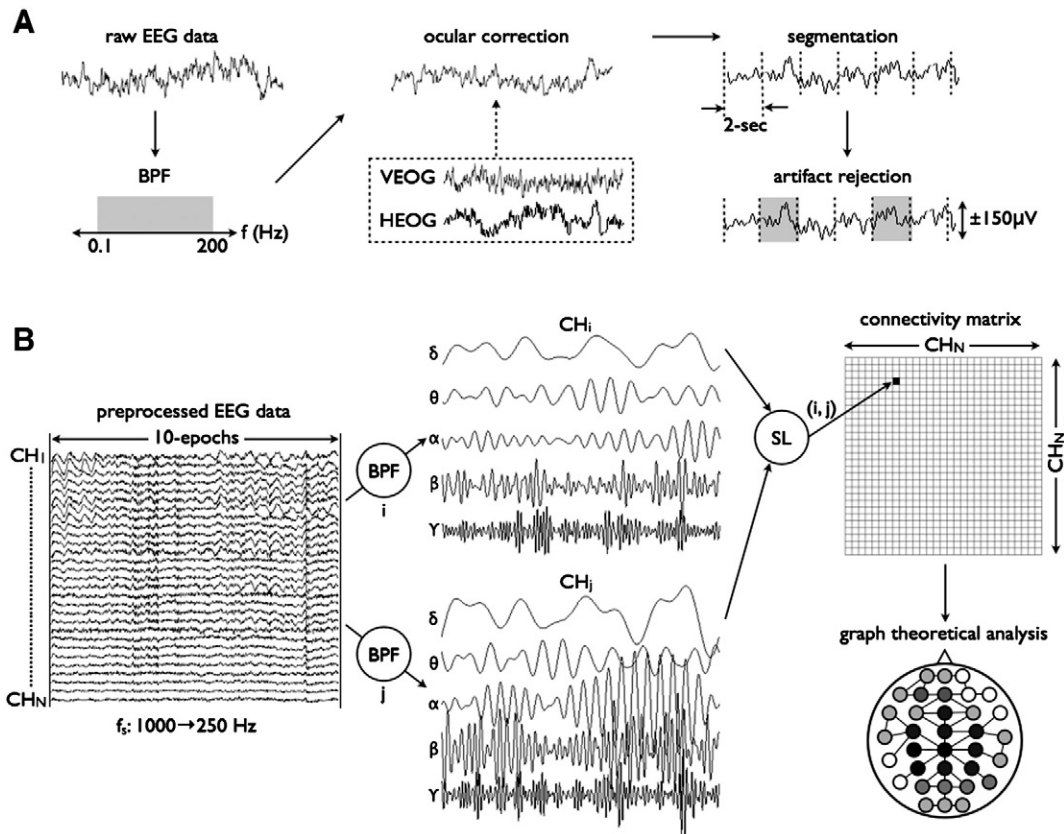 A
raw EEG data
ocular correction
segmentation
2-sec
BPF
VEOG
HEOG
artifact rejection
±150μV
f (Hz)
0.1
200
B
preprocessed EEG data
10-epochs
CH1
CHN
fs: 1000→250 Hz
BPF
i
BPF
j
CHi
δ
θ
α
β
γ
CHj
δ
θ
α
β
γ
SL
(i, j)
connectivity matrix
CHN
CHN
graph theoretical analysis